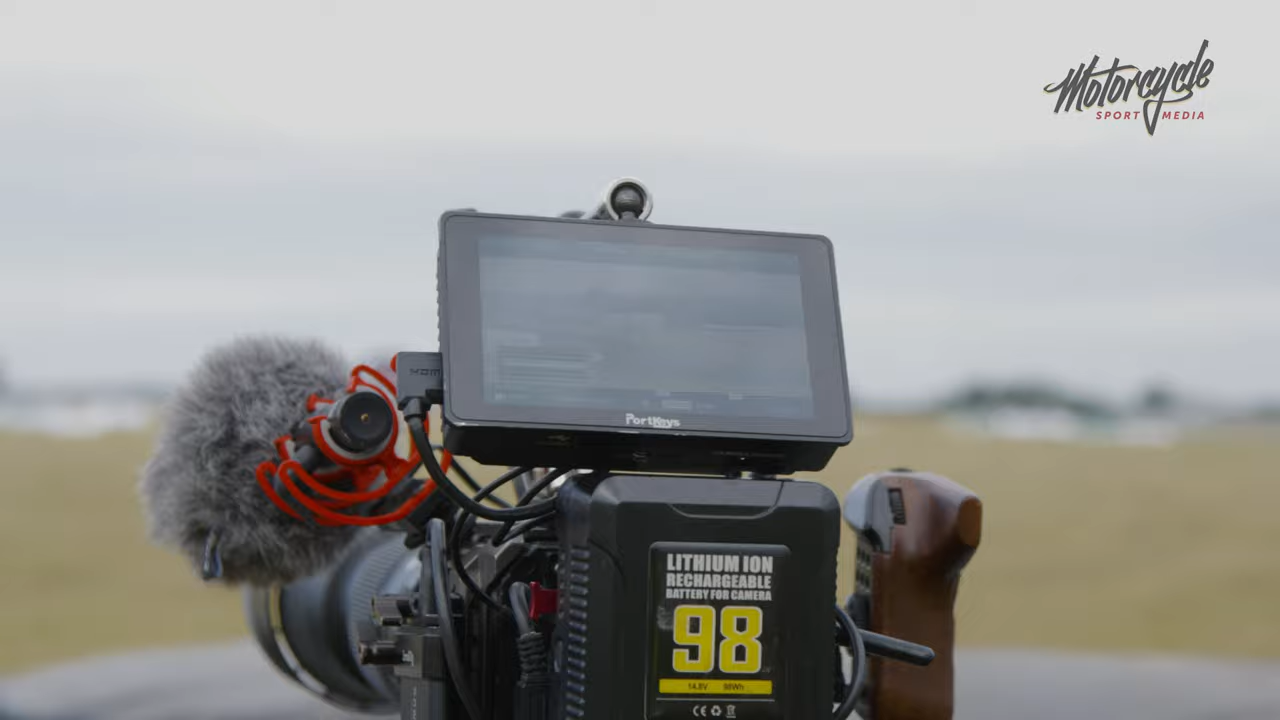 Motorcycle
SPORT MEDIA
HDMI
PortKeys
LITHIUM ION
RECHARGEABLE
BATTERY FOR CAMERA
98
14.8V 98Wh